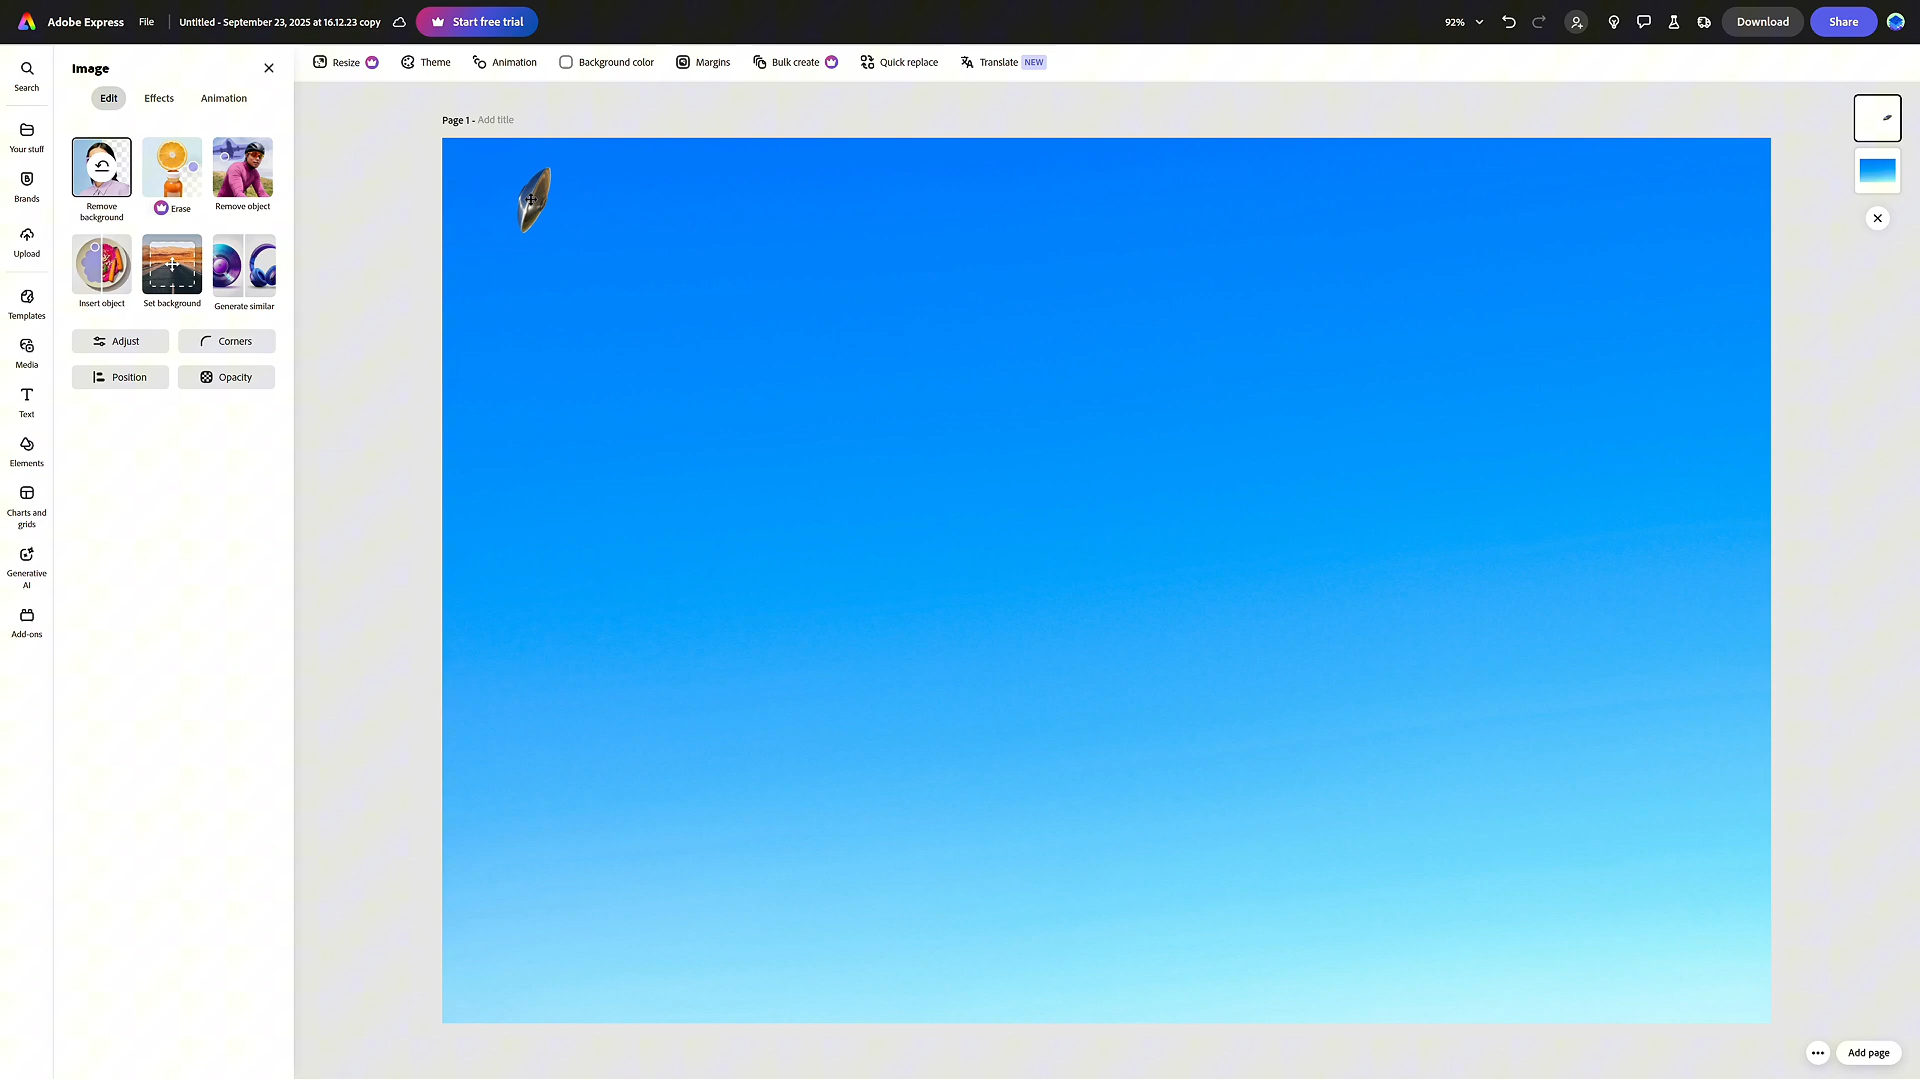 Adobe Express File Untitled - September 23, 2025 at 16.12.23 copy Start free trial 92% Download Share
Image
Resize Theme Animation Background color Margins Bulk create Quick replace Translate NEW
Search
Your stuff
Brands
Upload
Templates
Media
Text
Elements
Charts and
grids
Generative
AI
Add-ons
Edit Effects Animation
Remove
background
Erase
Remove object
Insert object
Set background
Generate similar
Adjust
Corners
Position
Opacity
Page 1 - Add title
Add page